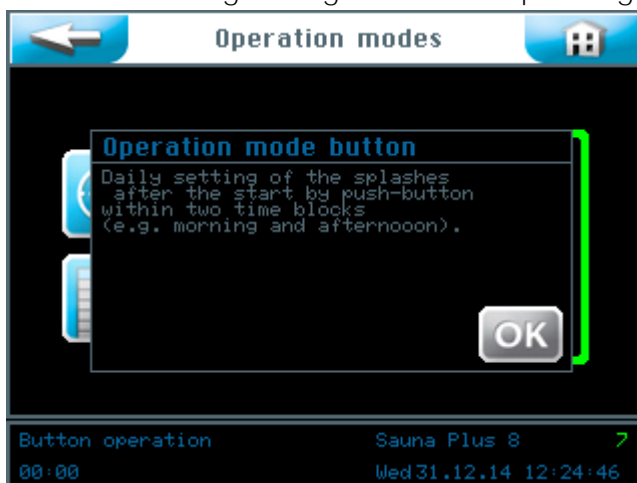 Operation modes
Operation mode button
Daily setting of the splashes
after the start by push-button
within two time blocks
(e.g. morning and afternooon).
OK
Button operation Sauna Plus 8 7
00:00 Wed 31.12.14 12:24:46